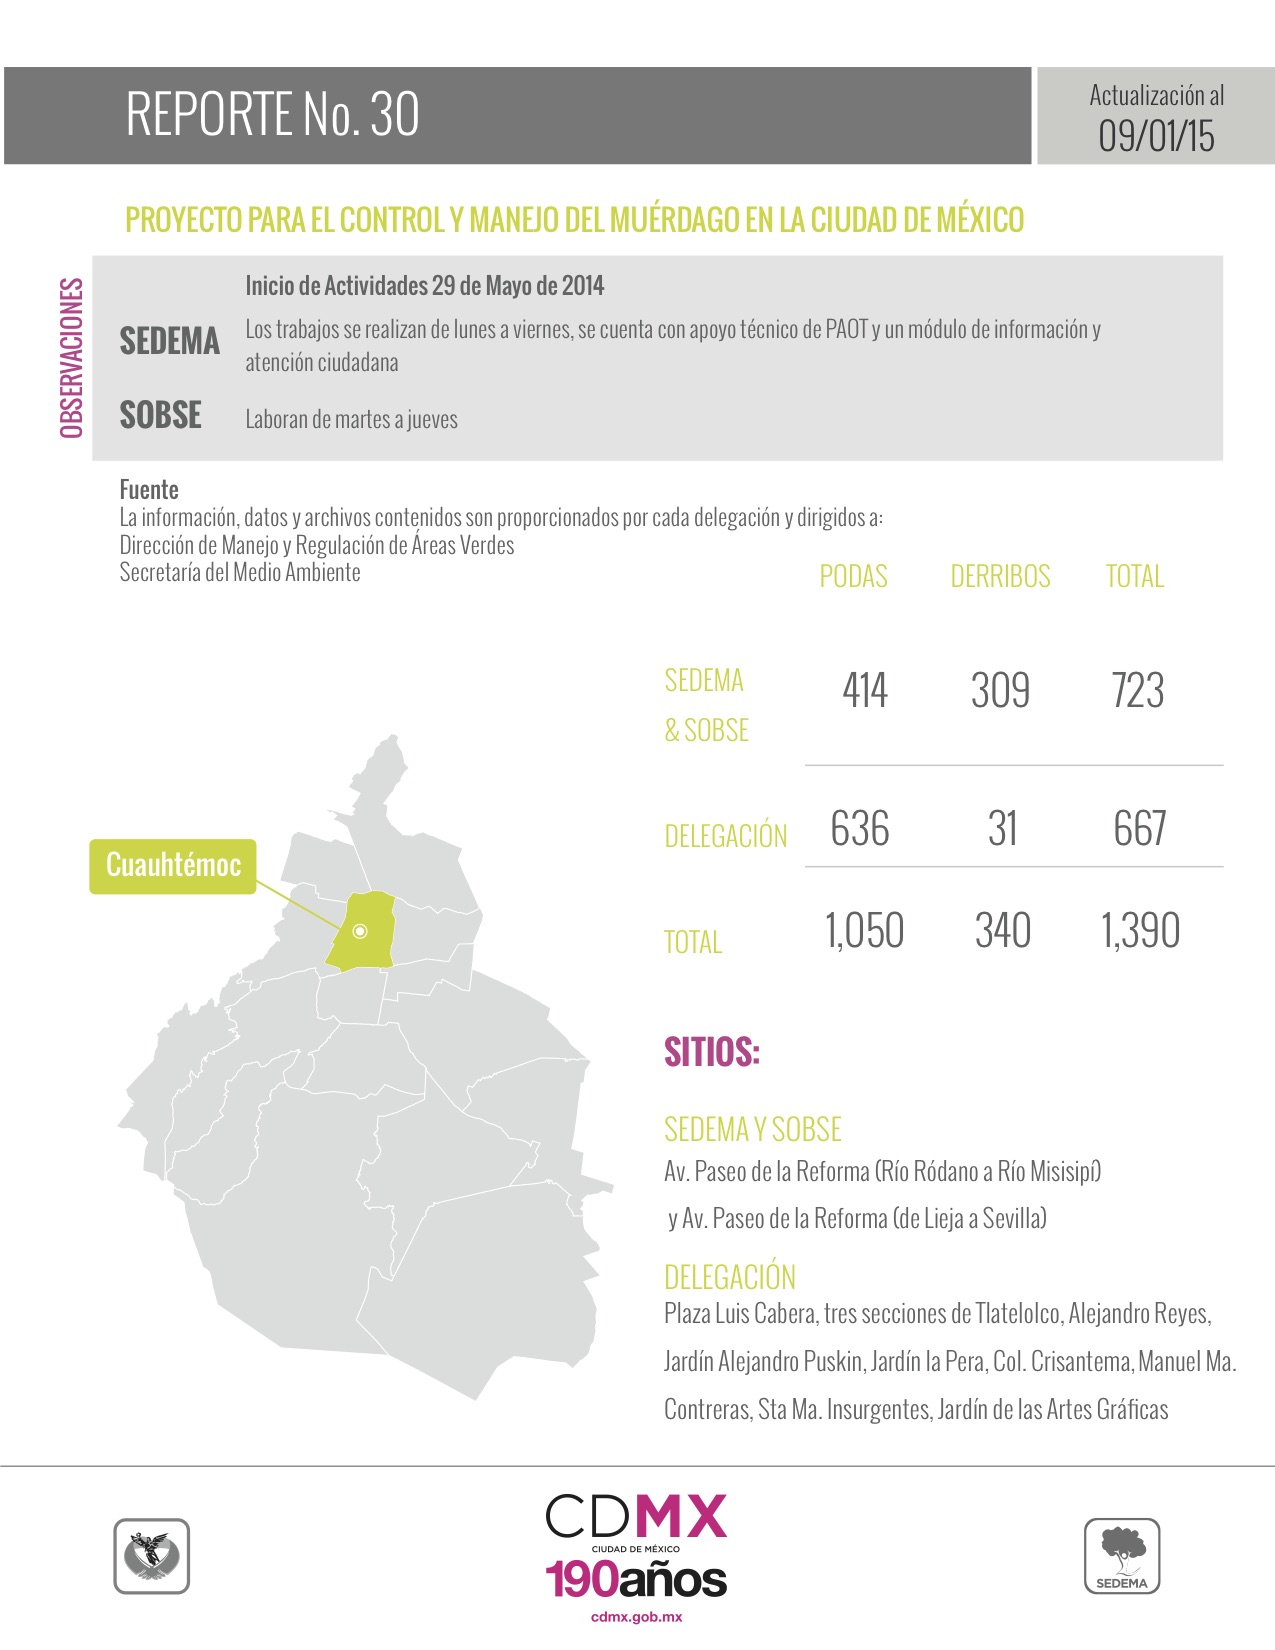 REPORTE No. 30
Actualización al
09/01/15
PROYECTO PARA EL CONTROL Y MANEJO DEL MUÉRDAGO EN LA CIUDAD DE MÉXICO
OBSERVACIONES
Inicio de Actividades 29 de Mayo de 2014
SEDEMA
Los trabajos se realizan de lunes a viernes, se cuenta con apoyo técnico de PAOT y un módulo de información y
atención ciudadana
SOBSE
Laboran de martes a jueves
Fuente
La información, datos y archivos contenidos son proporcionados por cada delegación y dirigidos a:
Dirección de Manejo y Regulación de Áreas Verdes
Secretaría del Medio Ambiente
PODAS DERRIBOS TOTAL
SEDEMA
& SOBSE
414 309 723
DELEGACIÓN 636 31 667
TOTAL 1,050 340 1,390
Cuauhtémoc
SITIOS:
SEDEMA Y SOBSE
Av. Paseo de la Reforma (Río Ródano a Río Misisipí)
y Av. Paseo de la Reforma (de Lieja a Sevilla)
DELEGACIÓN
Plaza Luis Cabera, tres secciones de Tlatelolco, Alejandro Reyes,
Jardín Alejandro Puskin, Jardín la Pera, Col. Crisantema, Manuel Ma.
Contreras, Sta Ma. Insurgentes, Jardín de las Artes Gráficas
CDMX
CIUDAD DE MÉXICO
190años
cdmx.gob.mx
SEDEMA